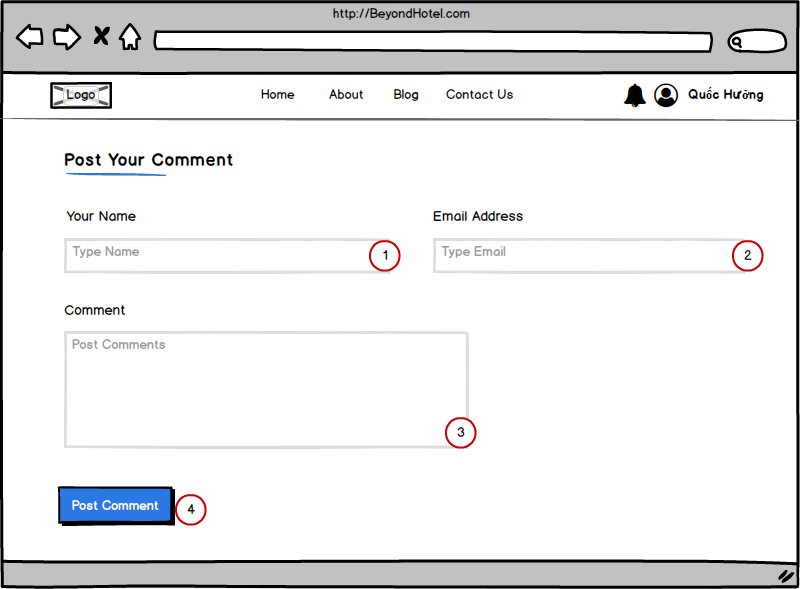 http://BeyondHotel.com
Logo
Home
About
Blog
Contact Us
Quốc Hưởng
Post Your Comment
Your Name
Email Address
Type Name
1
Type Email
2
Comment
Post Comments
3
Post Comment
4